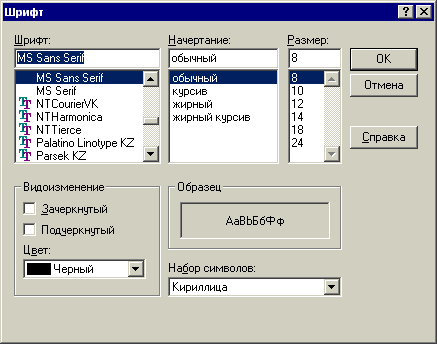 Шрифт
Шрифт:
MS Sans Serif
MS Sans Serif
MS Serif
NTCourierVK
NTHarmonica
NTTierce
Palatino Linotype KZ
Parsek KZ
Начертание:
обычный
обычный
курсив
жирный
жирный курсив
Размер:
8
8
10
12
14
18
24
OK
Отмена
Справка
Видоизменение
Зачеркнутый
Подчеркнутый
Цвет:
Черный
Образец
АаBbБбФф
Набор символов:
Кириллица